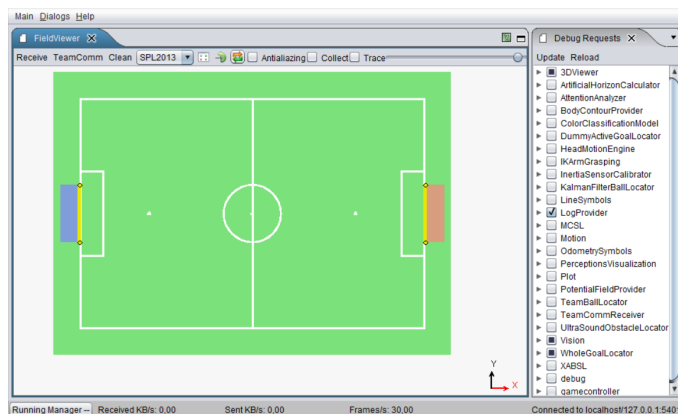 Main Dialogs Help
FieldViewer
Receive TeamComm Clean SPL2013 Antializing Collect Trace
Y
X
Debug Requests
Update Reload
3DViewer
ArtificialHorizonCalculator
AttentionAnalyzer
BodyContourProvider
ColorClassificationModel
DummyActiveGoalLocator
HeadMotionEngine
IKArmGrasping
InertiaSensorCalibrator
KalmanFilterBallLocator
LineSymbols
LogProvider
MCSL
Motion
OdometrySymbols
PerceptionsVisualization
Plot
PotentialFieldProvider
TeamBallLocator
TeamCommReceiver
UltraSoundObstacleLocator
Vision
WholeGoalLocator
XABSL
debug
gamecontroller
Running Manager -- Received KB/s: 0,00 Sent KB/s: 0,00 Frames/s: 30,00 Connected to localhost/127.0.0.1:540